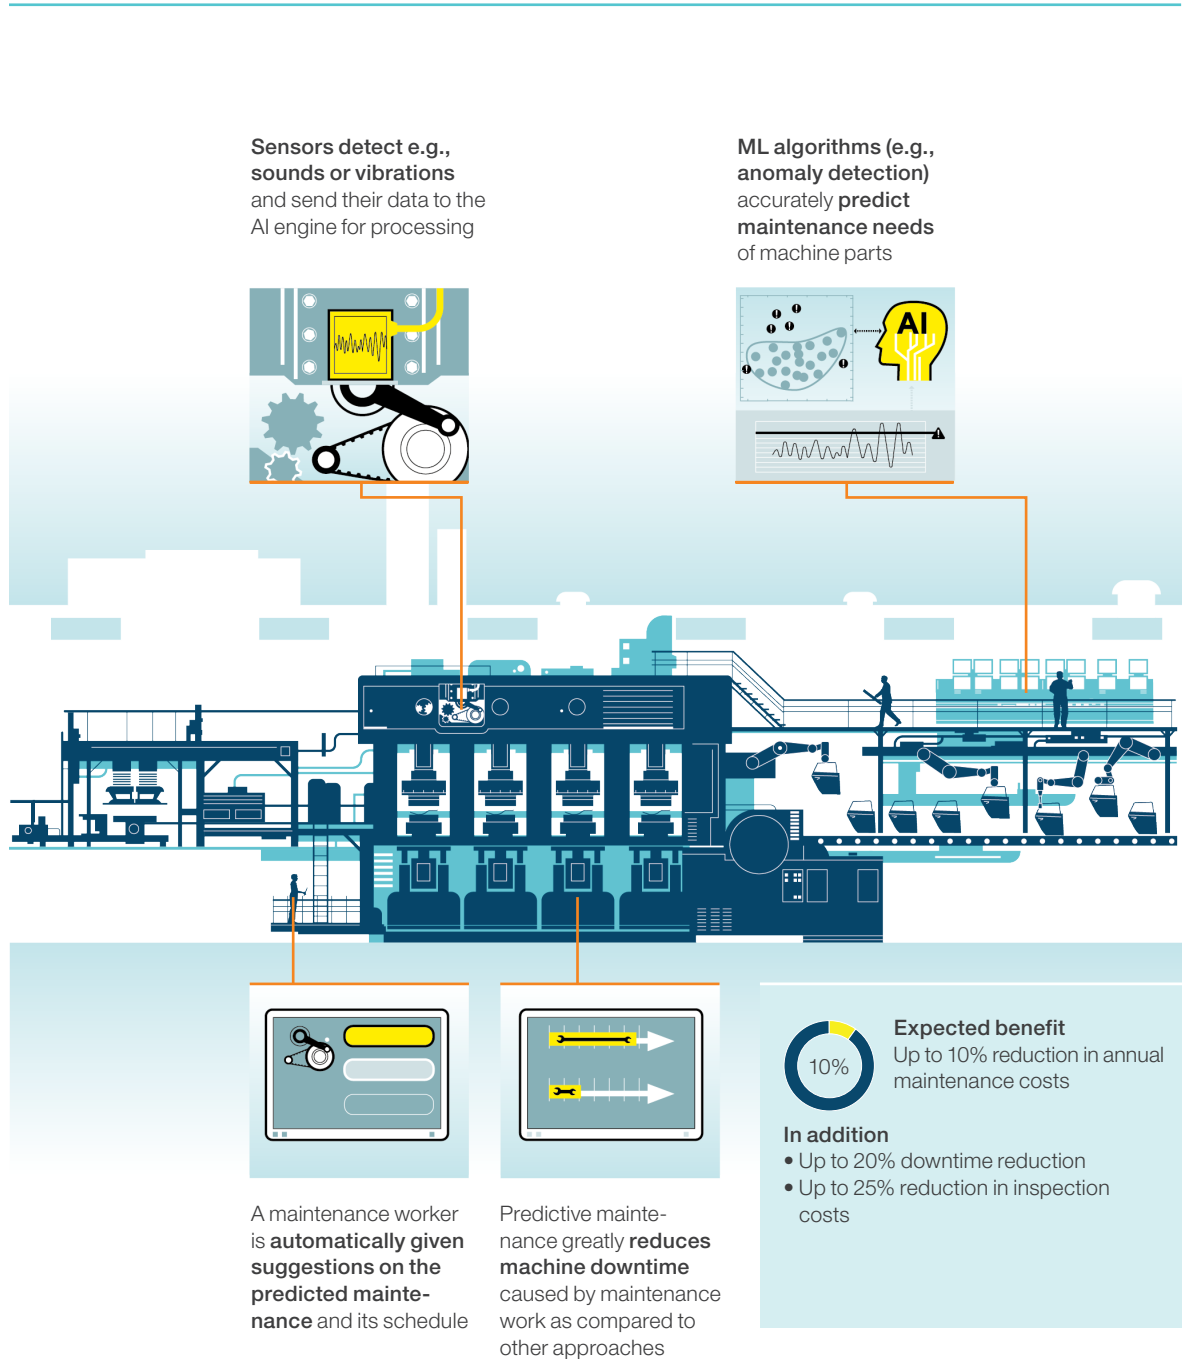 Sensors detect e.g.,
sounds or vibrations
and send their data to the
AI engine for processing
ML algorithms (e.g.,
anomaly detection)
accurately predict
maintenance needs
of machine parts
AI
A maintenance worker
is automatically given
suggestions on the
predicted mainte-
nance and its schedule
Predictive mainte-
nance greatly reduces
machine downtime
caused by maintenance
work as compared to
other approaches
10%
Expected benefit
Up to 10% reduction in annual
maintenance costs
In addition
• Up to 20% downtime reduction
• Up to 25% reduction in inspection
costs